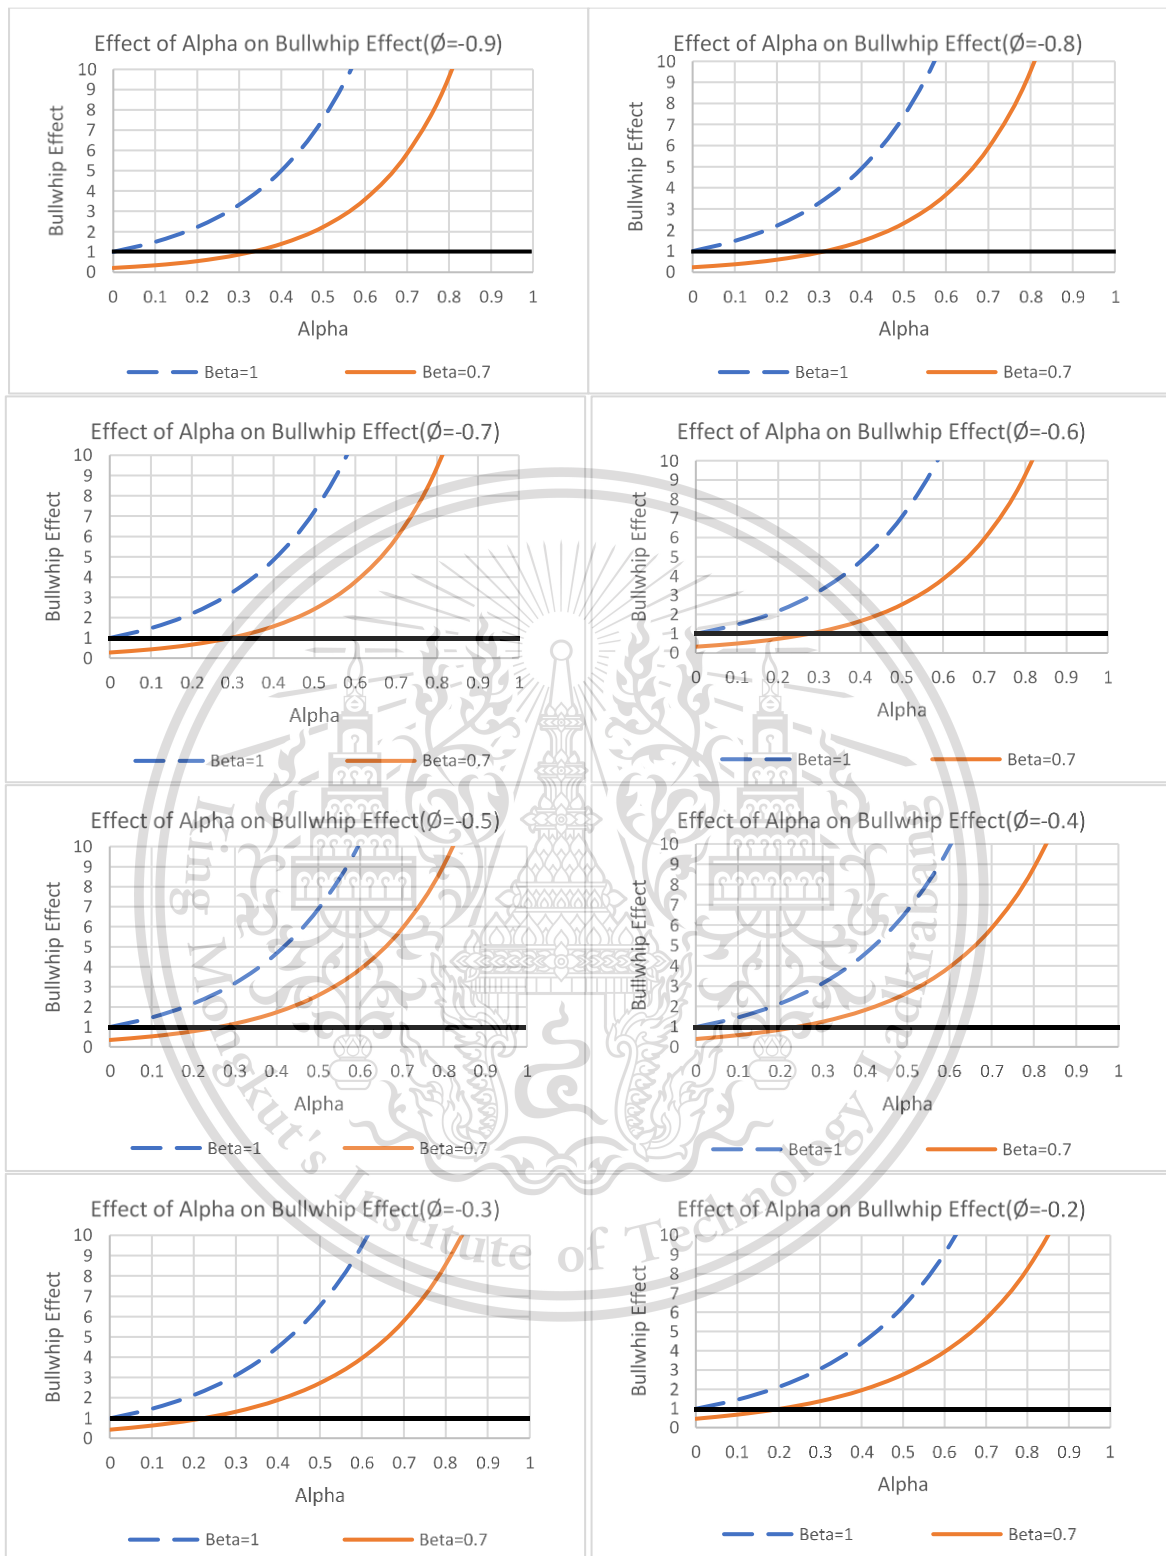 Effect of Alpha on Bullwhip Effect(Ø=-0.9)
Bullwhip Effect
10
9
8
7
6
5
4
3
2
1
0
0 0.1 0.2 0.3 0.4 0.5 0.6 0.7 0.8 0.9 1
Alpha
Beta=1 Beta=0.7
Effect of Alpha on Bullwhip Effect(Ø=-0.8)
Bullwhip Effect
10
9
8
7
6
5
4
3
2
1
0
0 0.1 0.2 0.3 0.4 0.5 0.6 0.7 0.8 0.9 1
Alpha
Beta=1 Beta=0.7
Effect of Alpha on Bullwhip Effect(Ø=-0.7)
Bullwhip Effect
10
9
8
7
6
5
4
3
2
1
0
0 0.1 0.2 0.3 0.4 0.5 0.6 0.7 0.8 0.9 1
Alpha
Beta=1 Beta=0.7
Effect of Alpha on Bullwhip Effect(Ø=-0.6)
Bullwhip Effect
10
9
8
7
6
5
4
3
2
1
0
0 0.1 0.2 0.3 0.4 0.5 0.6 0.7 0.8 0.9 1
Alpha
Beta=1 Beta=0.7
Effect of Alpha on Bullwhip Effect(Ø=-0.5)
Bullwhip Effect
10
9
8
7
6
5
4
3
2
1
0
0 0.1 0.2 0.3 0.4 0.5 0.6 0.7 0.8 0.9 1
Alpha
Beta=1 Beta=0.7
Effect of Alpha on Bullwhip Effect(Ø=-0.4)
Bullwhip Effect
10
9
8
7
6
5
4
3
2
1
0
0 0.1 0.2 0.3 0.4 0.5 0.6 0.7 0.8 0.9 1
Alpha
Beta=1 Beta=0.7
Effect of Alpha on Bullwhip Effect(Ø=-0.3)
Bullwhip Effect
10
9
8
7
6
5
4
3
2
1
0
0 0.1 0.2 0.3 0.4 0.5 0.6 0.7 0.8 0.9 1
Alpha
Beta=1 Beta=0.7
Effect of Alpha on Bullwhip Effect(Ø=-0.2)
Bullwhip Effect
10
9
8
7
6
5
4
3
2
1
0
0 0.1 0.2 0.3 0.4 0.5 0.6 0.7 0.8 0.9 1
Alpha
Beta=1 Beta=0.7
King Mongkut's Institute of Technology Ladkrabang